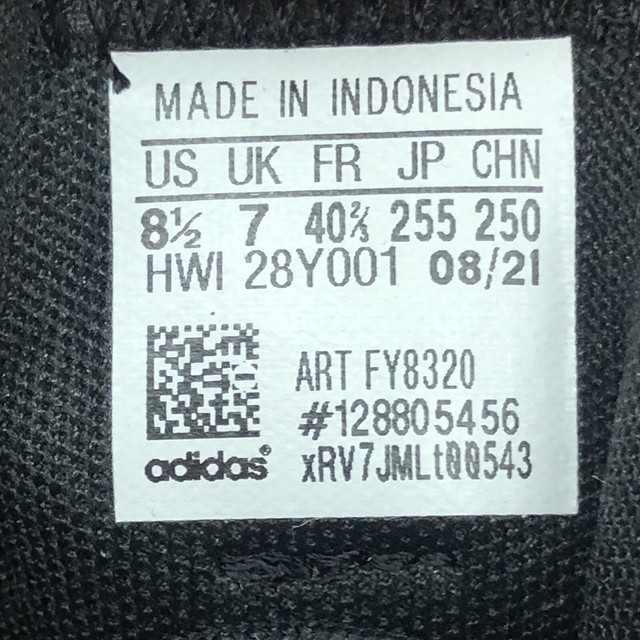 MADE IN INDONESIA
US UK FR JP CHN
8½ 7 40⅔ 255 250
HWI 28Y001 08/21
ART FY8320
#128805456
adidas® xRV7JMLt00543